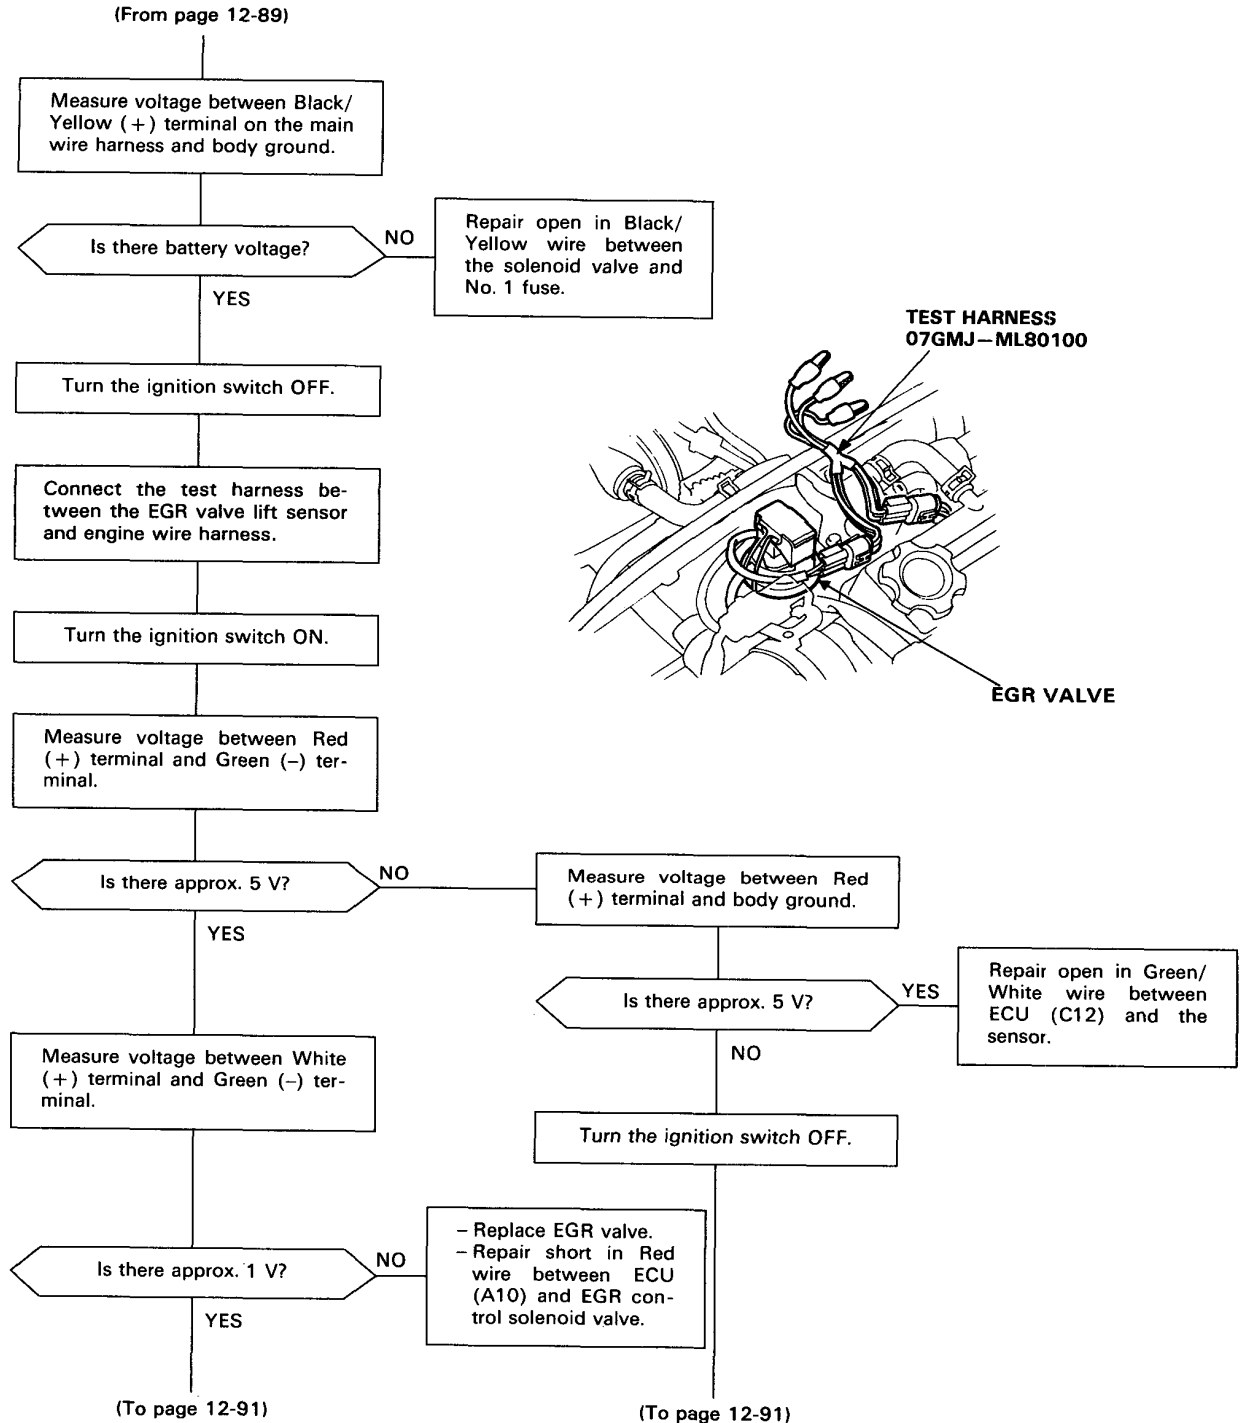 (From page 12-89)
Measure voltage between Black/
Yellow (+) terminal on the main
wire harness and body ground.
Is there battery voltage?
NO
Repair open in Black/
Yellow wire between
the solenoid valve and
No. 1 fuse.
YES
TEST HARNESS
07GMJ—ML80100
Turn the ignition switch OFF.
Connect the test harness be-
tween the EGR valve lift sensor
and engine wire harness.
Turn the ignition switch ON.
EGR VALVE
Measure voltage between Red
(+) terminal and Green (–) ter-
minal.
Is there approx. 5 V?
NO
Measure voltage between Red
(+) terminal and body ground.
YES
Is there approx. 5 V?
YES
Repair open in Green/
White wire between
ECU (C12) and the
sensor.
NO
Measure voltage between White
(+) terminal and Green (–) ter-
minal.
Turn the ignition switch OFF.
Is there approx. 1 V?
NO
– Replace EGR valve.
– Repair short in Red
wire between ECU
(A10) and EGR con-
trol solenoid valve.
YES
(To page 12-91)
(To page 12-91)